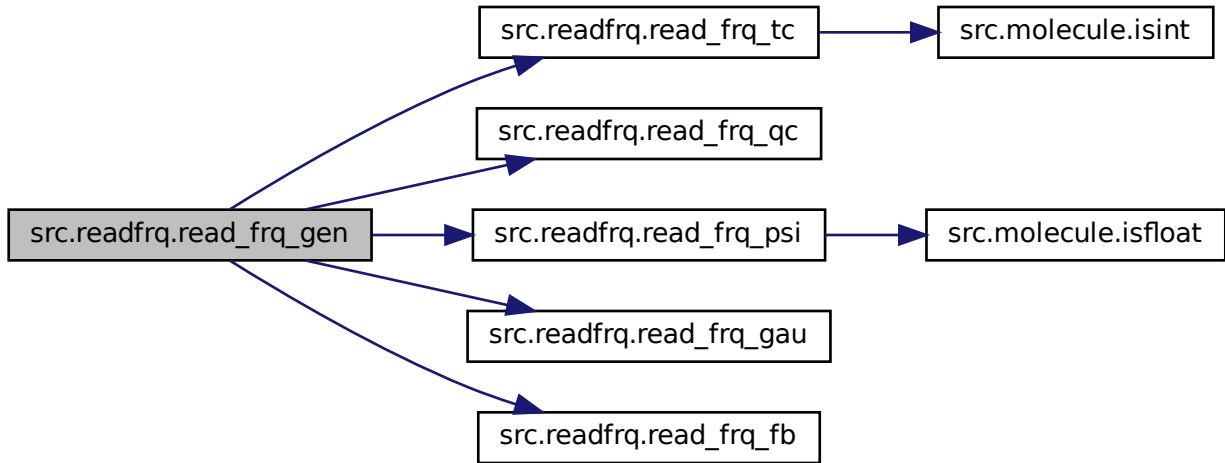 src.readfrq.read_frq_tc
src.molecule.isint
src.readfrq.read_frq_qc
src.readfrq.read_frq_gen
src.readfrq.read_frq_psi
src.molecule.isfloat
src.readfrq.read_frq_gau
src.readfrq.read_frq_fb